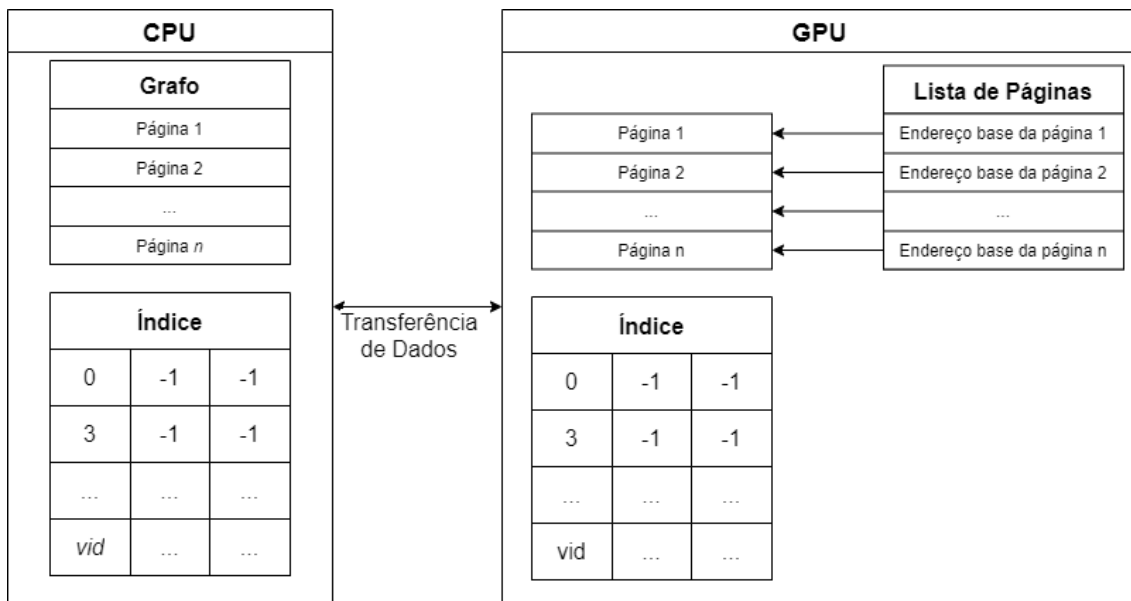 CPU
Grafo
Página 1
Página 2
...
Página n
Índice
0 -1 -1
3 -1 -1
... ... ...
vid ... ...
Transferência
de Dados
GPU
Lista de Páginas
Página 1 Endereço base da página 1
Página 2 Endereço base da página 2
... ...
Página n Endereço base da página n
Índice
0 -1 -1
3 -1 -1
... ... ...
vid ... ...